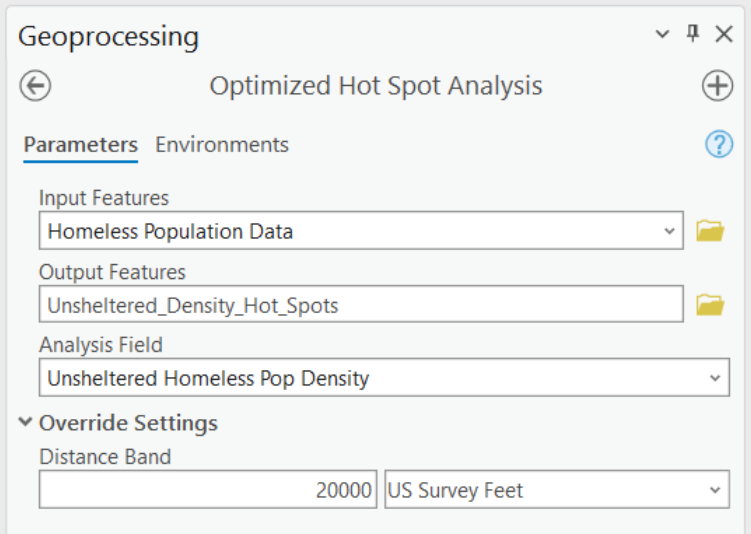 Geoprocessing
Optimized Hot Spot Analysis
Parameters Environments
Input Features
Homeless Population Data
Output Features
Unsheltered_Density_Hot_Spots
Analysis Field
Unsheltered Homeless Pop Density
Override Settings
Distance Band
20000 US Survey Feet